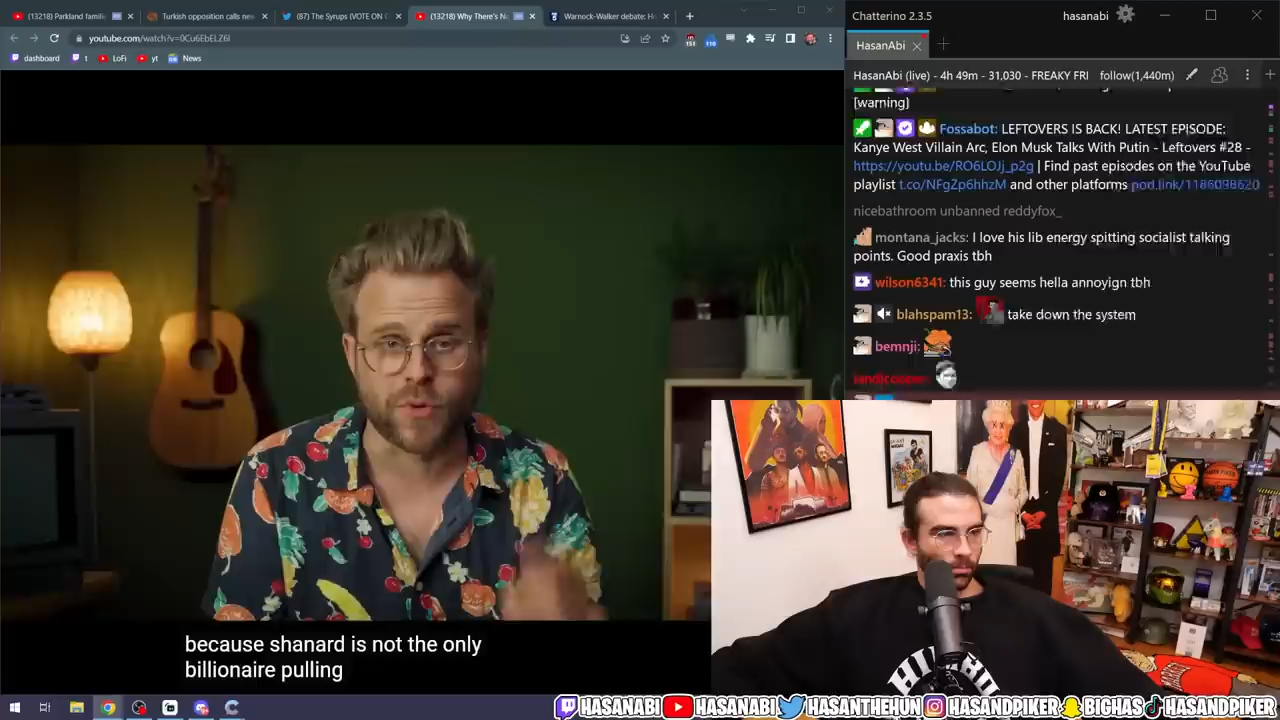 (13218) Parkland famili
Turkish opposition calls new
(87) The Syrups (VOTE ON
(13218) Why There's N
Warnock-Walker debate: H
youtube.com/watch?v=0Cu6EbELZ6I
dashboard
t
LoFi
yt
News
Chatterino 2.3.5
hasanabi
HasanAbi
HasanAbi (live) - 4h 49m - 31,030 - FREAKY FRI
follow(1,440m)
[warning]
Fossabot: LEFTOVERS IS BACK! LATEST EPISODE:
Kanye West Villain Arc, Elon Musk Talks With Putin - Leftovers #28 -
https://youtu.be/RO6LOJj_p2g | Find past episodes on the YouTube
playlist t.co/NFgZp6hhzM and other platforms pod.link/1186098620
nicebathroom unbanned reddyfox_
montana_jacks: I love his lib energy spitting socialist talking
points. Good praxis tbh
wilson6341: this guy seems hella annoyign tbh
blahspam13: take down the system
bemnji:
because shanard is not the only
billionaire pulling
HASANABI HASANABI HASANTHEHUN HASANDPIKER BIGHAS HASANDPIKER